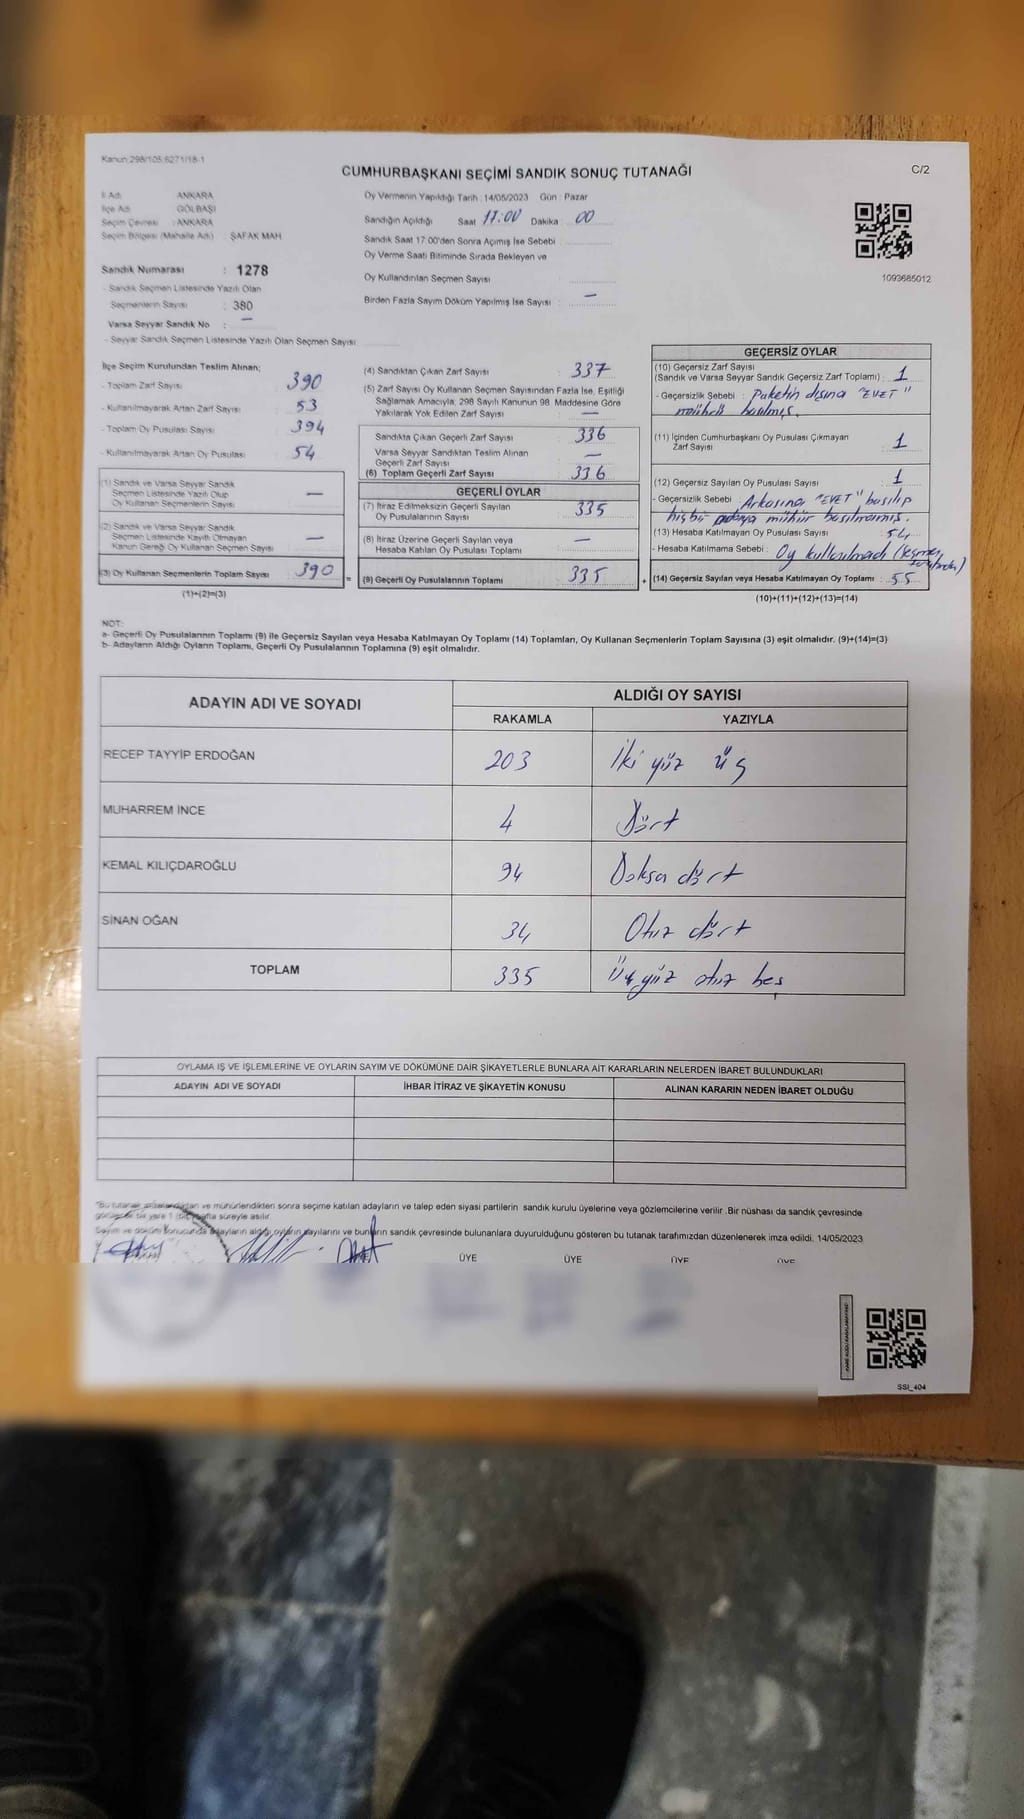 Kanun:298/105:6271/18-1
CUMHURBAŞKANI SEÇİMİ SANDIK SONUÇ TUTANAĞI
C/2
İl Adı ANKARA
İlçe Adı GÖLBAŞI
Seçim Çevresi : ANKARA
Seçim Bölgesi (Mahalle Adı) : ŞAFAK MAH
Sandık Numarası : 1278
- Sandık Seçmen Listesinde Yazılı Olan
Seçmenlerin Sayısı : 380
Varsa Seyyar Sandık No : —
- Seyyar Sandık Seçmen Listesinde Yazılı Olan Seçmen Sayısı
Oy Vermenin Yapıldığı Tarih : 14/05/2023 Gün : Pazar
Sandığın Açıldığı Saat 17:00 Dakika : 00
Sandık Saat 17:00'den Sonra Açımış İse Sebebi
Oy Verme Saati Bitiminde Sırada Bekleyen ve
Oy Kullandırılan Seçmen Sayısı
Birden Fazla Sayım Döküm Yapılmış İse Sayısı : —
1093685012
İlçe Seçim Kurulundan Teslim Alınan;
- Toplam Zarf Sayısı 390
- Kullanılmayarak Artan Zarf Sayısı 53
- Toplam Oy Pusulası Sayısı 394
- Kullanılmayarak Artan Oy Pusulası 54
(1) Sandık ve Varsa Seyyar Sandık
Seçmen Listesinde Yazılı Olup
Oy Kullanan Seçmenlerin Sayısı —
(2) Sandık ve Varsa Seyyar Sandık
Seçmen Listesinde Kayıtlı Olmayan
Kanun Gereği Oy Kullanan Seçmen Sayısı —
(3) Oy Kullanan Seçmenlerin Toplam Sayısı 390
(1)+(2)=(3)
(4) Sandıktan Çıkan Zarf Sayısı : 337
(5) Zarf Sayısı Oy Kullanan Seçmen Sayısından Fazla İse, Eşitliği
Sağlamak Amacıyla, 298 Sayılı Kanunun 98. Maddesine Göre
Yakılarak Yok Edilen Zarf Sayısı : —
Sandıkta Çıkan Geçerli Zarf Sayısı : 336
Varsa Seyyar Sandıktan Teslim Alınan
Geçerli Zarf Sayısı : —
(6) Toplam Geçerli Zarf Sayısı : 336
GEÇERLİ OYLAR
(7) İtiraz Edilmeksizin Geçerli Sayılan
Oy Pusulalarının Sayısı : 335
(8) İtiraz Üzerine Geçerli Sayılan veya
Hesaba Katılan Oy Pusulası Toplamı : —
= (9) Geçerli Oy Pusulalarının Toplamı : 335 +
GEÇERSİZ OYLAR
(10) Geçersiz Zarf Sayısı
(Sandık ve Varsa Seyyar Sandık Geçersiz Zarf Toplamı) : 1
- Geçersizlik Sebebi : Paketin dışına "EVET"
mührü basılmış.
(11) İçinden Cumhurbaşkanı Oy Pusulası Çıkmayan
Zarf Sayısı : 1
(12) Geçersiz Sayılan Oy Pusulası Sayısı : 1
- Geçersizlik Sebebi : Arkasına "EVET" basılıp
mühür basılmamış.
(13) Hesaba Katılmayan Oy Pusulası Sayısı : 54
- Hesaba Katılmama Sebebi : Oy kullanılmadı (seçmen
(14) Geçersiz Sayılan veya Hesaba Katılmayan Oy Toplamı : 55
(10)+(11)+(12)+(13)=(14)
NOT:
a- Geçerli Oy Pusulalarının Toplamı (9) ile Geçersiz Sayılan veya Hesaba Katılmayan Oy Toplamı (14) Toplamları, Oy Kullanan Seçmenlerin Toplam Sayısına (3) eşit olmalıdır. (9)+(14)=(3)
b- Adayların Aldığı Oyların Toplamı, Geçerli Oy Pusulalarının Toplamına (9) eşit olmalıdır.
ADAYIN ADI VE SOYADI
ALDIĞI OY SAYISI
RAKAMLA YAZIYLA
RECEP TAYYİP ERDOĞAN 203 İki yüz üç
MUHARREM İNCE 4 Dört
KEMAL KILIÇDAROĞLU 94 Doksan dört
SİNAN OĞAN 34 Otuz dört
TOPLAM 335 Üç yüz otuz beş
OYLAMA İŞ VE İŞLEMLERİNE VE OYLARIN SAYIM VE DÖKÜMÜNE DAİR ŞİKAYETLERLE BUNLARA AİT KARARLARIN NELERDEN İBARET BULUNDUKLARI
ADAYIN ADI VE SOYADI İHBAR İTİRAZ VE ŞİKAYETİN KONUSU ALINAN KARARIN NEDEN İBARET OLDUĞU
*Bu tutanak imzalandıktan ve mühürlendikten sonra seçime katılan adayların ve talep eden siyasi partilerin sandık kurulu üyelerine veya gözlemcilerine verilir .Bir nüshası da sandık çevresinde
görülecek bir yere 1 (bir) hafta süreyle asılır.
Sayım ve döküm sonucunda adayların aldığı oyların sayılarını ve bunların sandık çevresinde bulunanlara duyurulduğunu gösteren bu tutanak tarafımızdan düzenlenerek imza edildi. 14/05/2023
ÜYE ÜYE ÜYE ÜYE
SSI_404